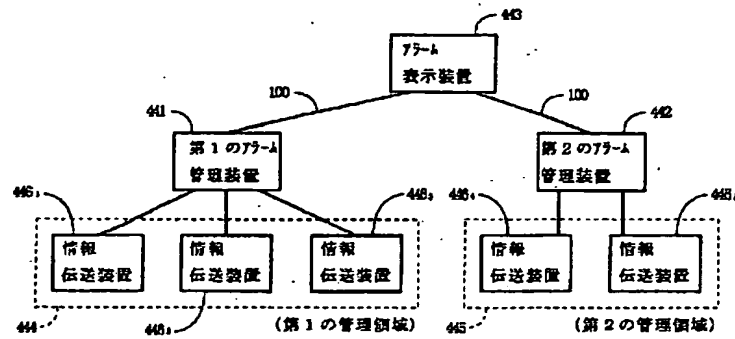 443
アラーム
表示装置
100
100
441
442
第1のアラーム
管理装置
第2のアラーム
管理装置
情報
伝送装置
情報
伝送装置
情報
伝送装置
情報
伝送装置
情報
伝送装置
444
(第1の管理領域)
445
(第2の管理領域)